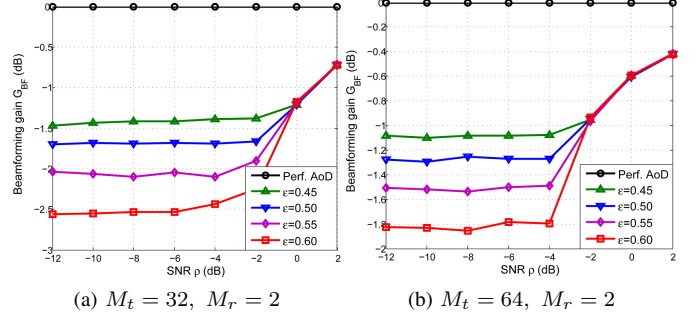 0
−0.5
−1
−1.5
−2
−2.5
−3
−12
−10
−8
−6
−4
−2
0
2
SNR ρ (dB)
Beamforming gain G_BF (dB)
Perf. AoD
ε=0.45
ε=0.50
ε=0.55
ε=0.60
(a) M_t = 32, M_r = 2
0
−0.2
−0.4
−0.6
−0.8
−1
−1.2
−1.4
−1.6
−1.8
−2
−12
−10
−8
−6
−4
−2
0
2
SNR ρ (dB)
Beamforming gain G_BF (dB)
Perf. AoD
ε=0.45
ε=0.50
ε=0.55
ε=0.60
(b) M_t = 64, M_r = 2